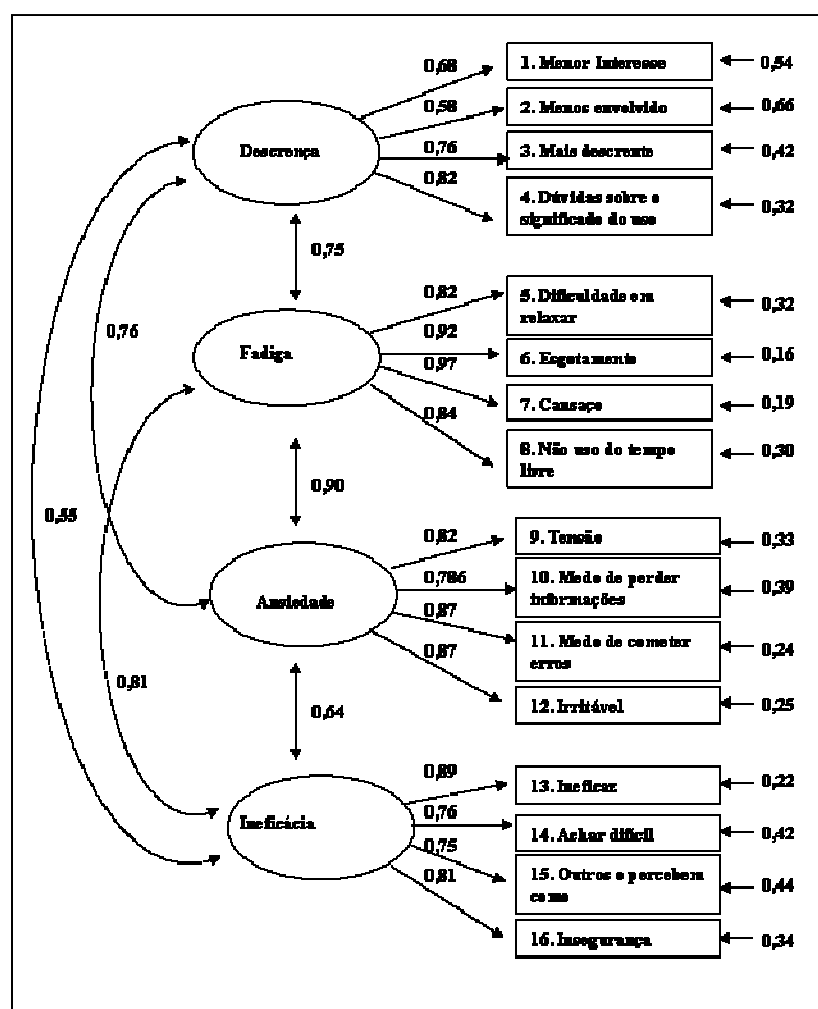 0,68
1. Menor Interesse
0,54
0,58
2. Menos envolvido
0,66
Descrença
0,76
3. Mais descrente
0,42
0,82
4. Dúvidas sobre o
significado do uso
0,32
0,75
0,82
5. Dificuldade em
relaxar
0,32
0,76
Fadiga
0,92
6. Esgotamento
0,16
0,97
7. Cansaço
0,19
0,84
8. Não uso do tempo
livre
0,30
0,90
0,55
0,82
9. Tensão
0,33
0,786
10. Medo de perder
informações
0,39
Ansiedade
0,87
11. Medo de cometer
erros
0,24
0,87
12. Irritável
0,25
0,81
0,64
0,89
13. Ineficaz
0,22
Ineficácia
0,76
14. Achar difícil
0,42
0,75
15. Outros o percebem
como
0,44
0,81
16. Insegurança
0,34